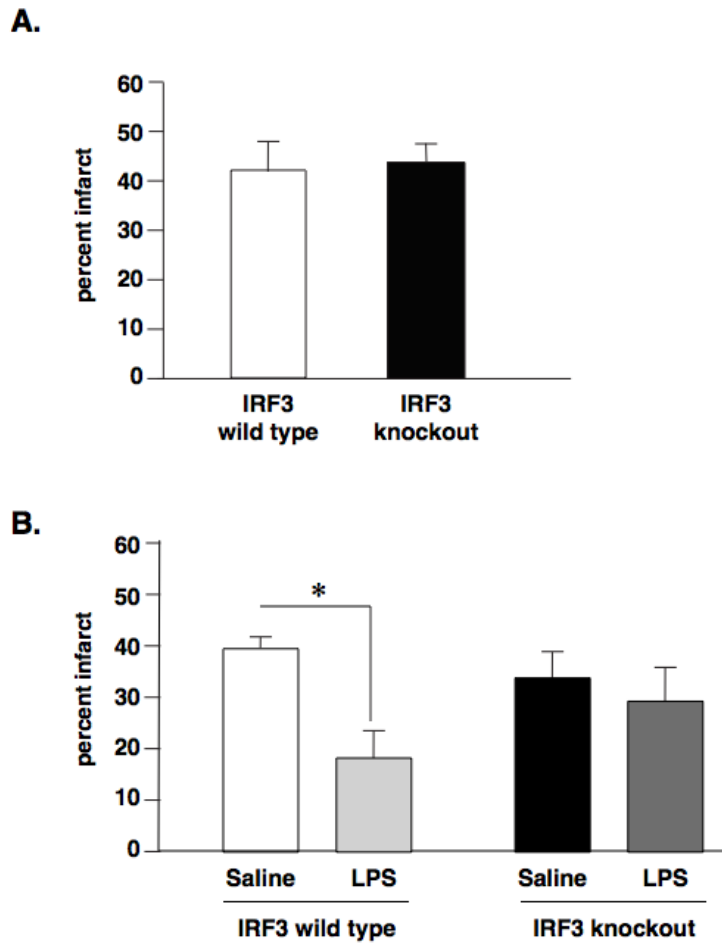 A.
percent infarct
60
50
40
30
20
10
0
IRF3
wild type
IRF3
knockout
B.
percent infarct
60
50
40
30
20
10
0
*
Saline LPS Saline LPS
IRF3 wild type IRF3 knockout